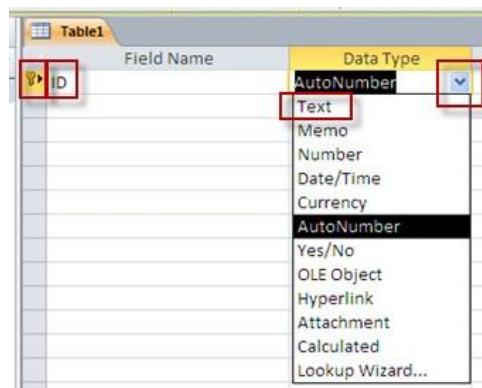 Table1
Field Name Data Type
ID AutoNumber
Text
Memo
Number
Date/Time
Currency
AutoNumber
Yes/No
OLE Object
Hyperlink
Attachment
Calculated
Lookup Wizard...